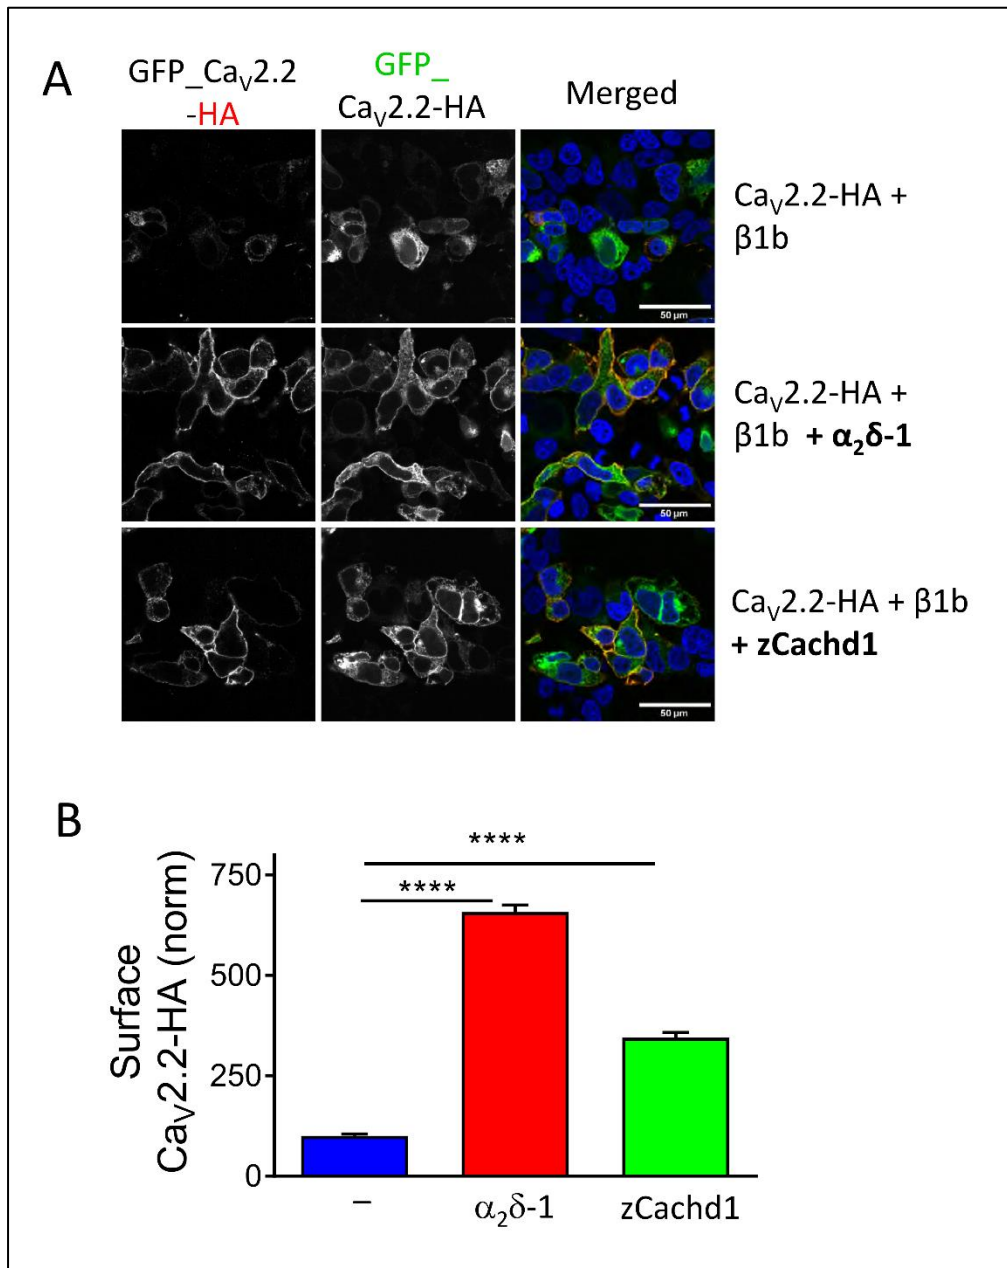 A
GFP_CaV2.2
-HA
GFP_
CaV2.2-HA
Merged
50 µm
CaV2.2-HA +
β1b
50 µm
CaV2.2-HA +
β1b + α2δ-1
50 µm
CaV2.2-HA + β1b
+ zCachd1
B
Surface
CaV2.2-HA (norm)
750
500
250
0
****
****
–
α2δ-1
zCachd1